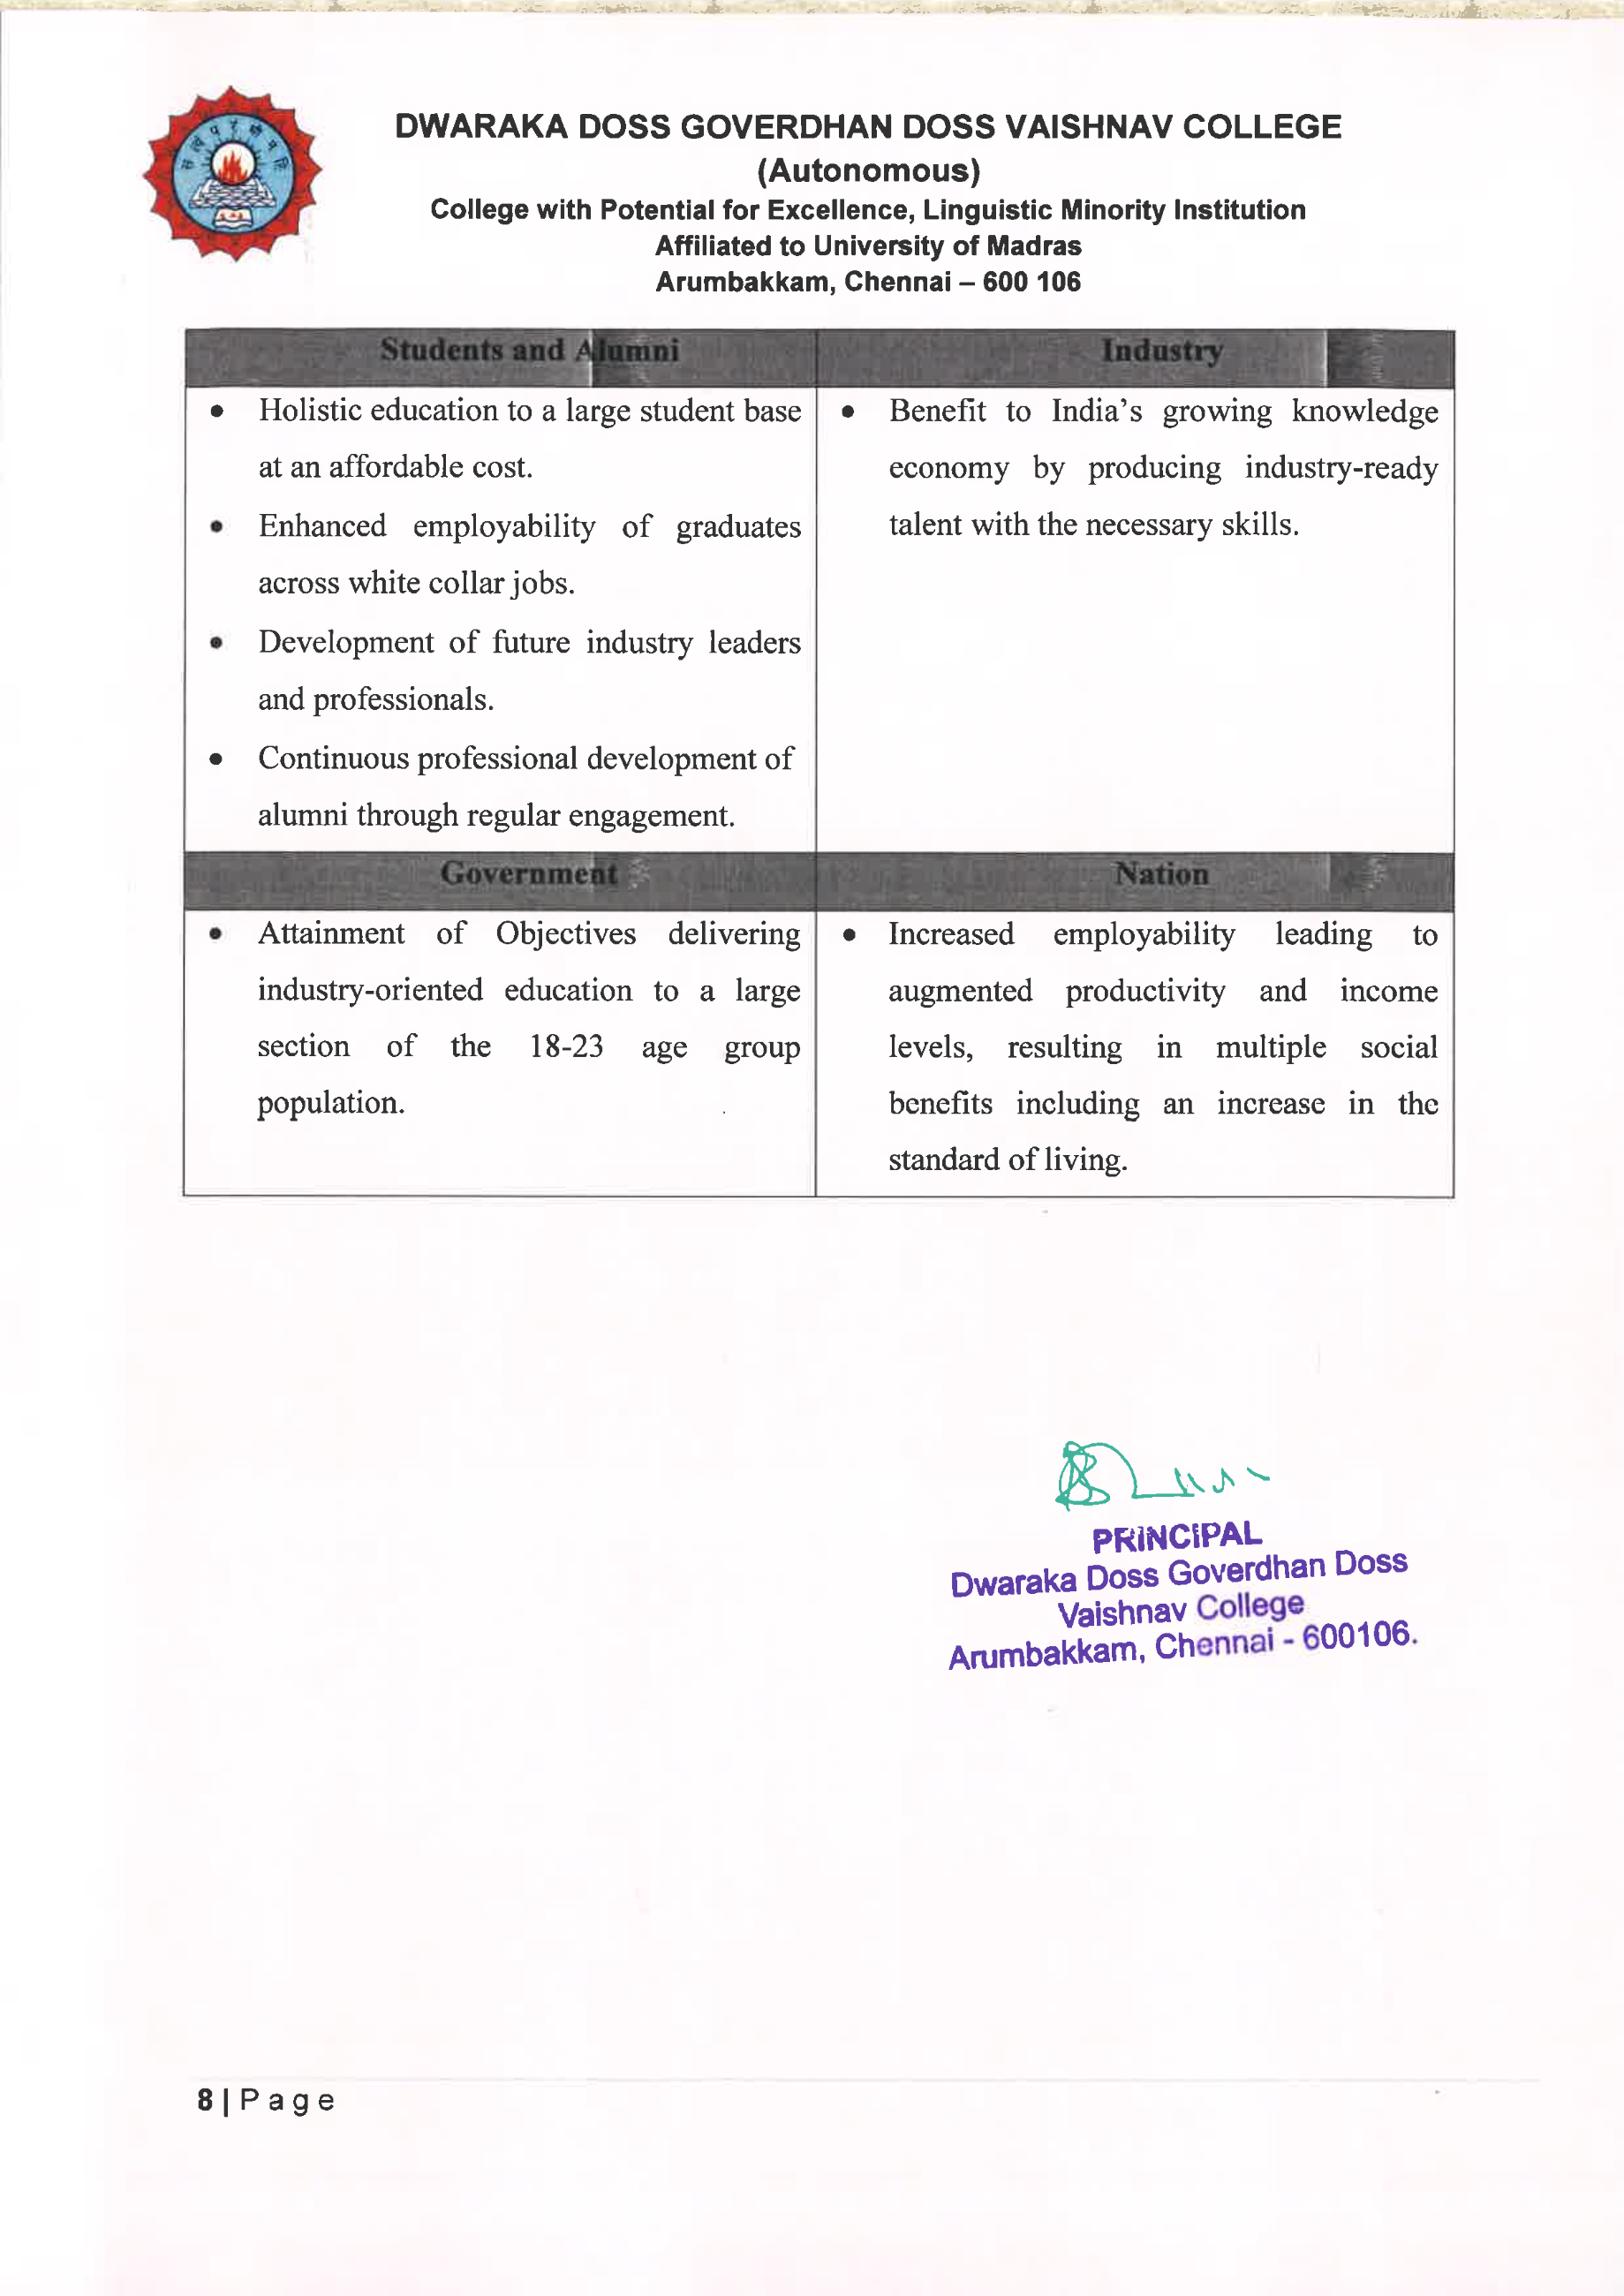 DWARAKA DOSS GOVERDHAN DOSS VAISHNAV COLLEGE
(Autonomous)
College with Potential for Excellence, Linguistic Minority Institution
Affiliated to University of Madras
Arumbakkam, Chennai – 600 106
Students and Alumni
• Holistic education to a large student base
at an affordable cost.
• Enhanced employability of graduates
across white collar jobs.
• Development of future industry leaders
and professionals.
• Continuous professional development of
alumni through regular engagement.
Industry
• Benefit to India's growing knowledge
economy by producing industry-ready
talent with the necessary skills.
Government
• Attainment of Objectives delivering
industry-oriented education to a large
section of the 18-23 age group
population.
Nation
• Increased employability leading to
augmented productivity and income
levels, resulting in multiple social
benefits including an increase in the
standard of living.
PRINCIPAL
Dwaraka Doss Goverdhan Doss
Vaishnav College
Arumbakkam, Chennai - 600106.
8 | Page